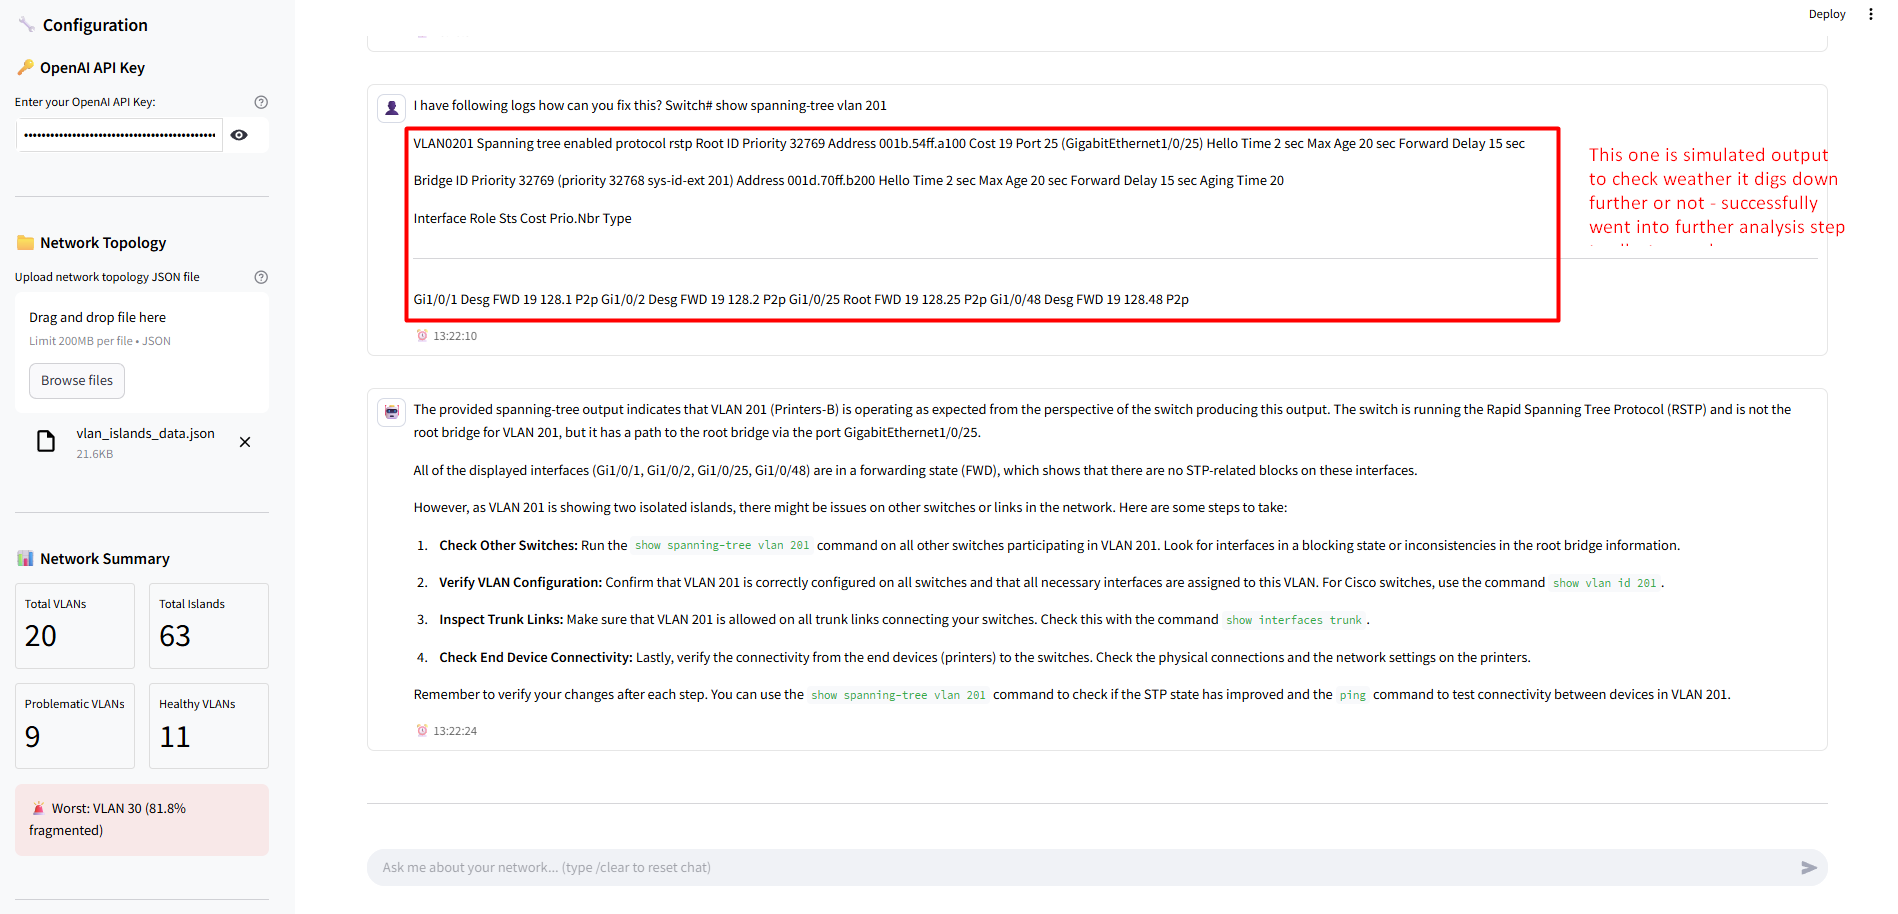 Configuration
OpenAI API Key
Enter your OpenAI API Key:
Network Topology
Upload network topology JSON file
Drag and drop file here
Limit 200MB per file • JSON
Browse files
vlan_islands_data.json
21.6KB
Network Summary
Total VLANs
20
Total Islands
63
Problematic VLANs
9
Healthy VLANs
11
Worst: VLAN 30 (81.8%
fragmented)
Deploy
I have following logs how can you fix this? Switch# show spanning-tree vlan 201
VLAN0201 Spanning tree enabled protocol rstp Root ID Priority 32769 Address 001b.54ff.a100 Cost 19 Port 25 (GigabitEthernet1/0/25) Hello Time 2 sec Max Age 20 sec Forward Delay 15 sec
Bridge ID Priority 32769 (priority 32768 sys-id-ext 201) Address 001d.70ff.b200 Hello Time 2 sec Max Age 20 sec Forward Delay 15 sec Aging Time 20
Interface Role Sts Cost Prio.Nbr Type
Gi1/0/1 Desg FWD 19 128.1 P2p Gi1/0/2 Desg FWD 19 128.2 P2p Gi1/0/25 Root FWD 19 128.25 P2p Gi1/0/48 Desg FWD 19 128.48 P2p
13:22:10
This one is simulated output
to check weather it digs down
further or not - successfully
went into further analysis step
The provided spanning-tree output indicates that VLAN 201 (Printers-B) is operating as expected from the perspective of the switch producing this output. The switch is running the Rapid Spanning Tree Protocol (RSTP) and is not the
root bridge for VLAN 201, but it has a path to the root bridge via the port GigabitEthernet1/0/25.
All of the displayed interfaces (Gi1/0/1, Gi1/0/2, Gi1/0/25, Gi1/0/48) are in a forwarding state (FWD), which shows that there are no STP-related blocks on these interfaces.
However, as VLAN 201 is showing two isolated islands, there might be issues on other switches or links in the network. Here are some steps to take:
1. Check Other Switches: Run the show spanning-tree vlan 201 command on all other switches participating in VLAN 201. Look for interfaces in a blocking state or inconsistencies in the root bridge information.
2. Verify VLAN Configuration: Confirm that VLAN 201 is correctly configured on all switches and that all necessary interfaces are assigned to this VLAN. For Cisco switches, use the command show vlan id 201 .
3. Inspect Trunk Links: Make sure that VLAN 201 is allowed on all trunk links connecting your switches. Check this with the command show interfaces trunk .
4. Check End Device Connectivity: Lastly, verify the connectivity from the end devices (printers) to the switches. Check the physical connections and the network settings on the printers.
Remember to verify your changes after each step. You can use the show spanning-tree vlan 201 command to check if the STP state has improved and the ping command to test connectivity between devices in VLAN 201.
13:22:24
Ask me about your network... (type /clear to reset chat)